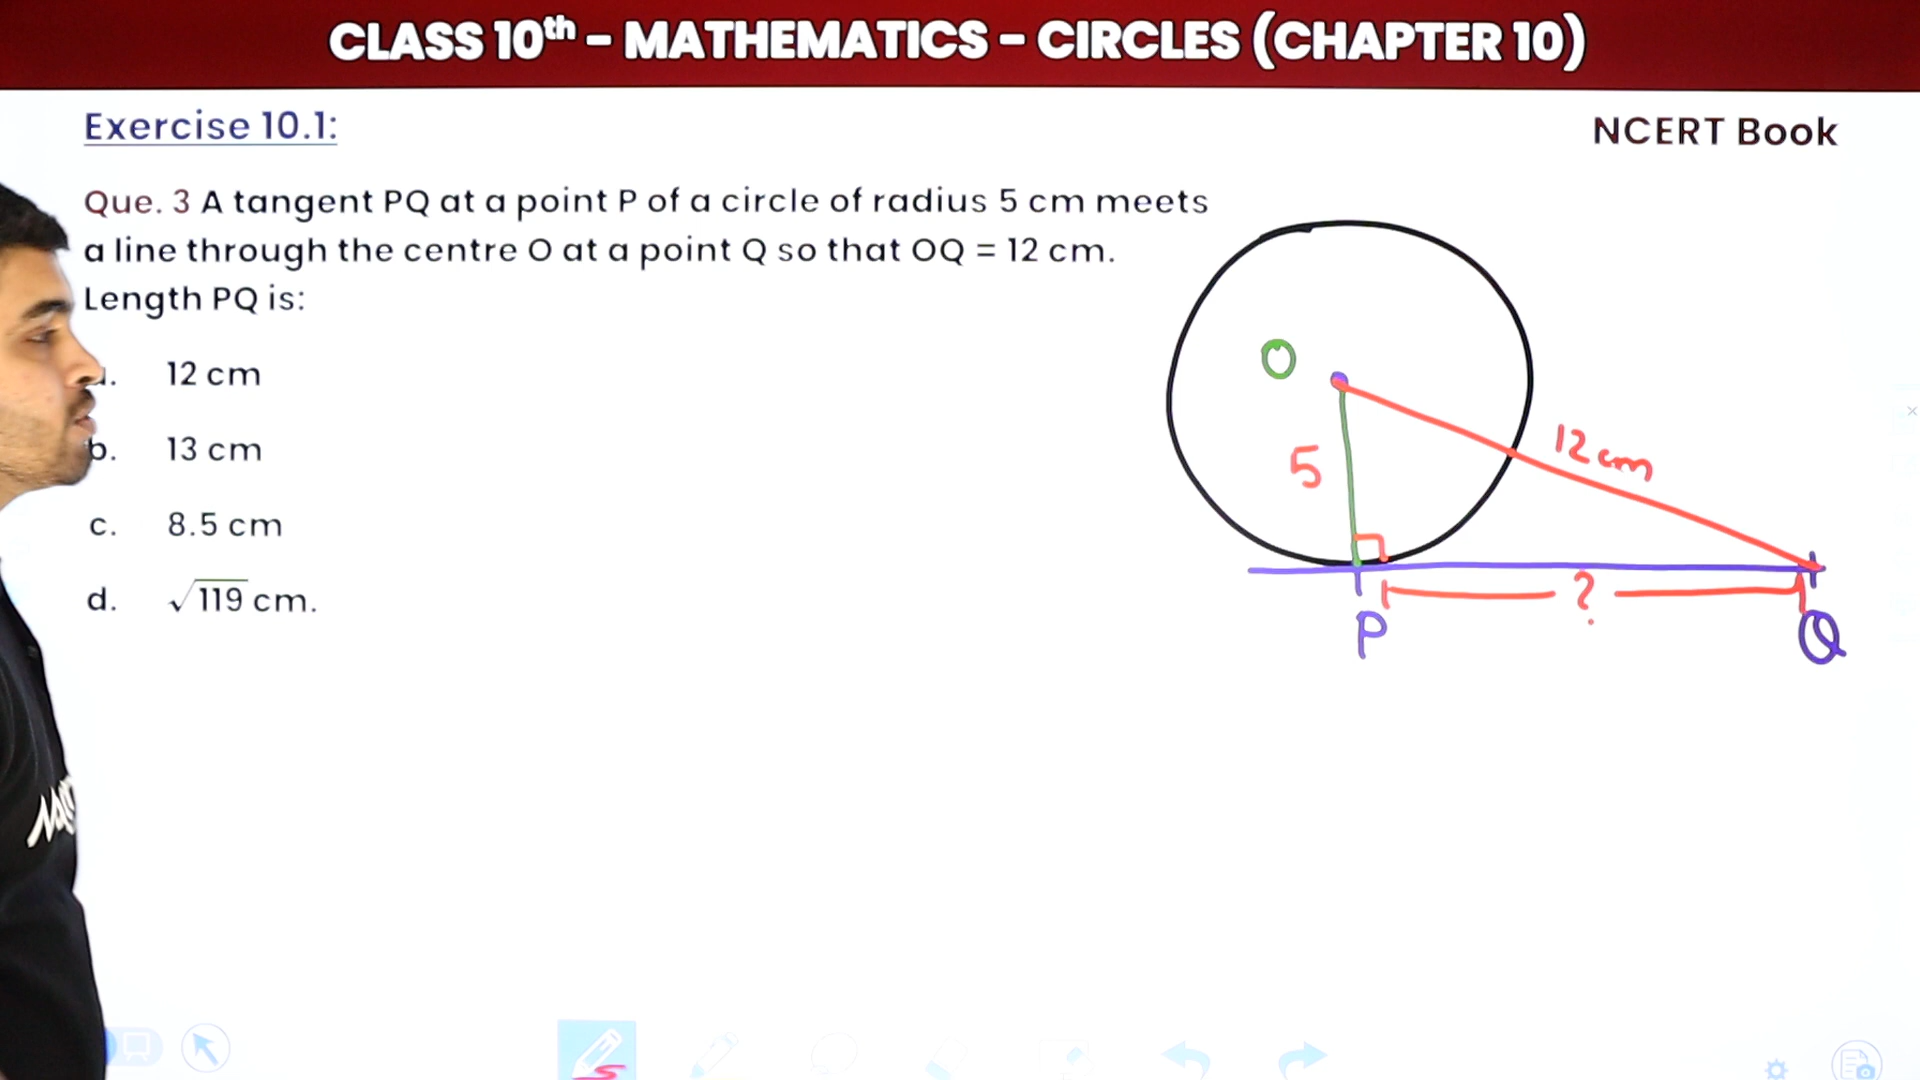 CLASS 10th - MATHEMATICS - CIRCLES (CHAPTER 10)
Exercise 10.1:
NCERT Book
Que. 3 A tangent PQ at a point P of a circle of radius 5 cm meets
a line through the centre O at a point Q so that OQ = 12 cm.
Length PQ is:
12 cm
b. 13 cm
c. 8.5 cm
d. √119 cm.
O
5
12 cm
?
P
Q